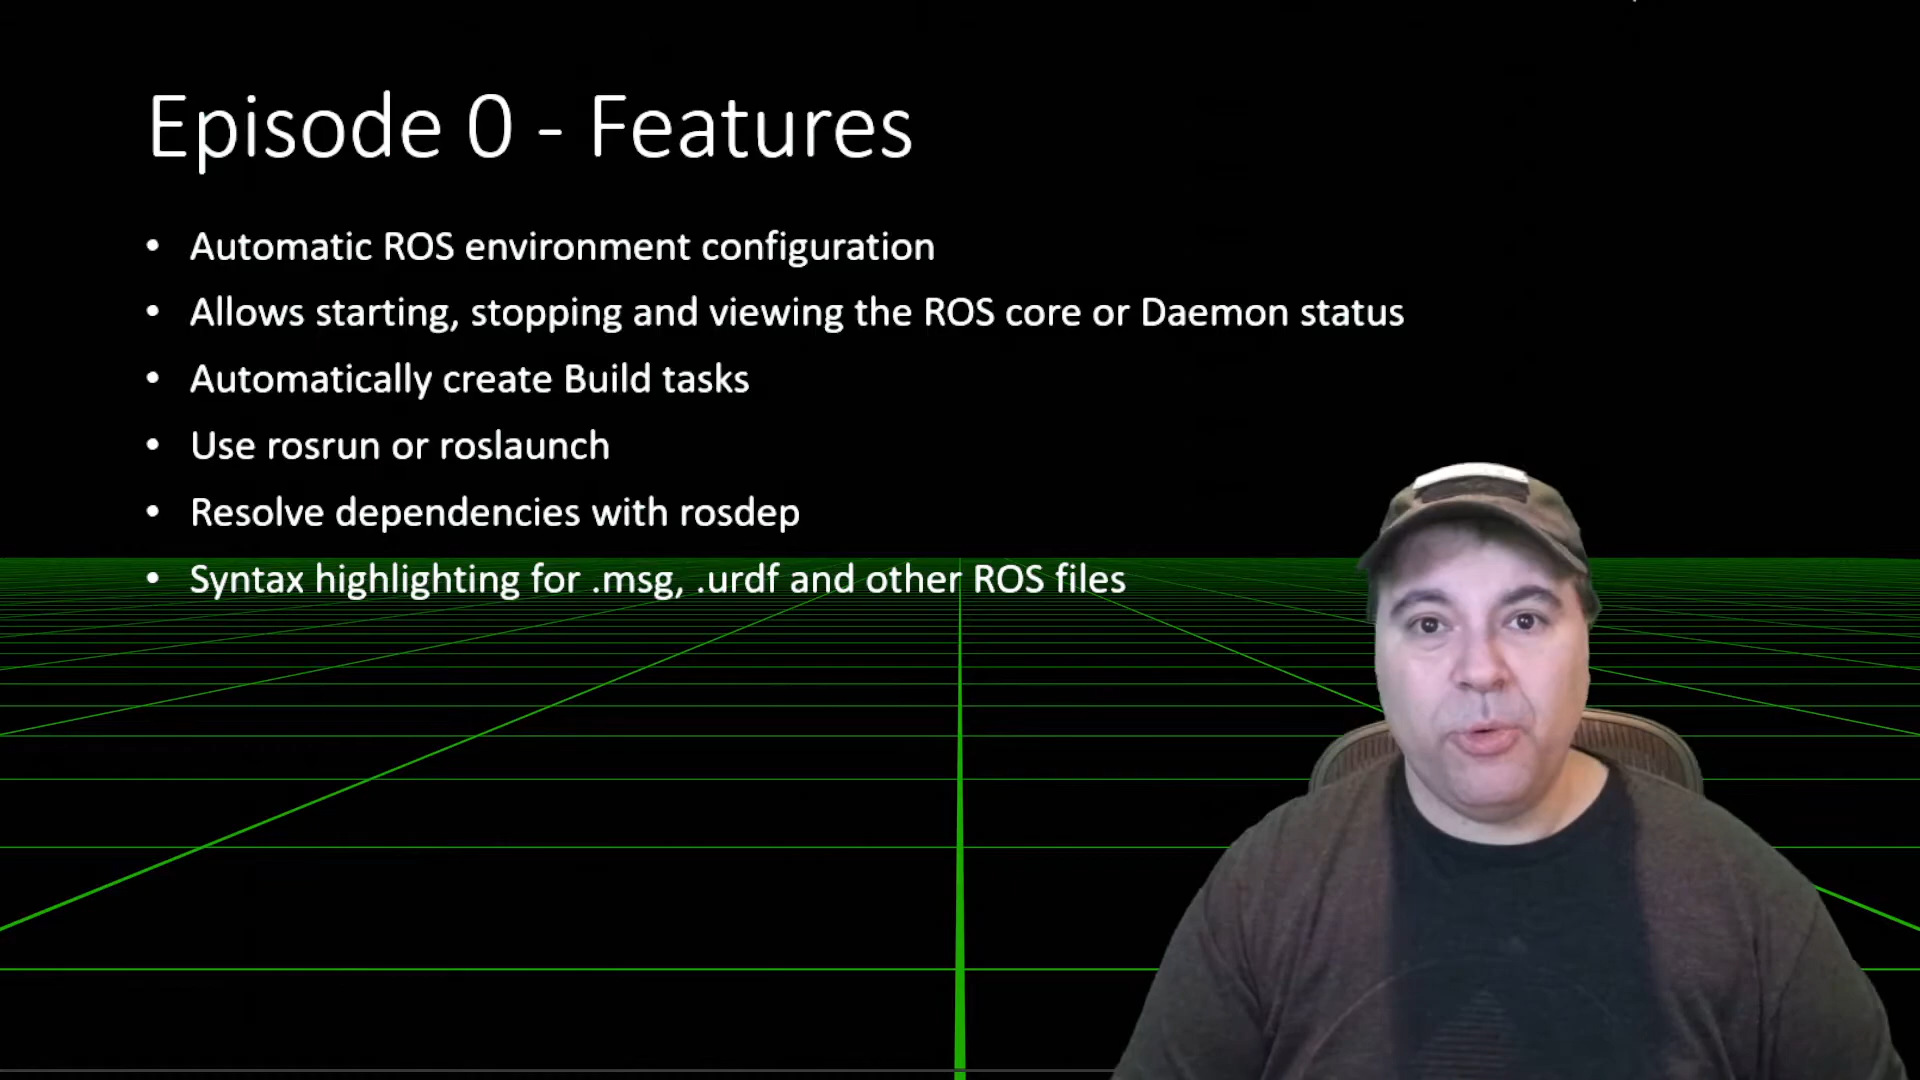 Episode 0 - Features
• Automatic ROS environment configuration
• Allows starting, stopping and viewing the ROS core or Daemon status
• Automatically create Build tasks
• Use rosrun or roslaunch
• Resolve dependencies with rosdep
• Syntax highlighting for .msg, .urdf and other ROS files